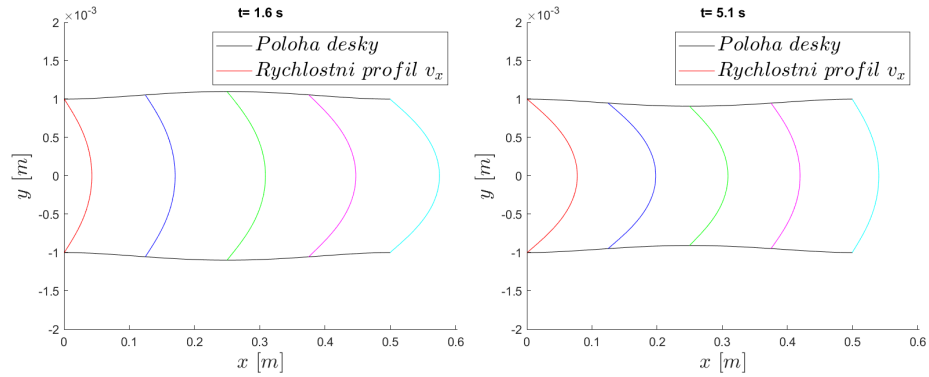 t= 1.6 s
×10⁻³
Poloha desky
Rychlostni profil vₓ
2
1.5
1
0.5
0
-0.5
-1
-1.5
-2
y [m]
0 0.1 0.2 0.3 0.4 0.5 0.6
x [m]
t= 5.1 s
×10⁻³
Poloha desky
Rychlostni profil vₓ
2
1.5
1
0.5
0
-0.5
-1
-1.5
-2
y [m]
0 0.1 0.2 0.3 0.4 0.5 0.6
x [m]